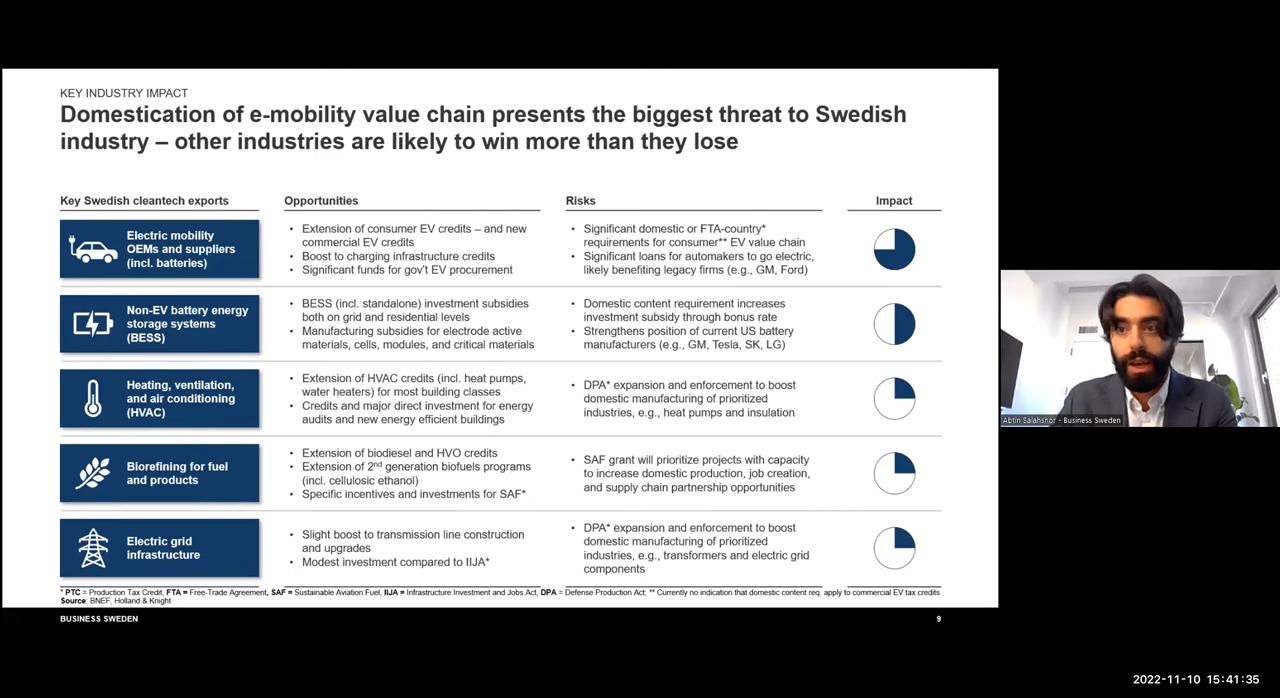 KEY INDUSTRY IMPACT
Domestication of e-mobility value chain presents the biggest threat to Swedish
industry – other industries are likely to win more than they lose
Key Swedish cleantech exports
Opportunities
Risks
Impact
Electric mobility
OEMs and suppliers
(incl. batteries)
• Extension of consumer EV credits – and new
commercial EV credits
• Boost to charging infrastructure credits
• Significant funds for gov't EV procurement
• Significant domestic or FTA-country*
requirements for consumer** EV value chain
• Significant loans for automakers to go electric,
likely benefiting legacy firms (e.g., GM, Ford)
Non-EV battery energy
storage systems
(BESS)
• BESS (incl. standalone) investment subsidies
both on grid and residential levels
• Manufacturing subsidies for electrode active
materials, cells, modules, and critical materials
• Domestic content requirement increases
investment subsidy through bonus rate
• Strengthens position of current US battery
manufacturers (e.g., GM, Tesla, SK, LG)
Heating, ventilation,
and air conditioning
(HVAC)
• Extension of HVAC credits (incl. heat pumps,
water heaters) for most building classes
• Credits and major direct investment for energy
audits and new energy efficient buildings
• DPA* expansion and enforcement to boost
domestic manufacturing of prioritized
industries, e.g., heat pumps and insulation
Biorefining for fuel
and products
• Extension of biodiesel and HVO credits
• Extension of 2nd generation biofuels programs
(incl. cellulosic ethanol)
• Specific incentives and investments for SAF*
• SAF grant will prioritize projects with capacity
to increase domestic production, job creation,
and supply chain partnership opportunities
Electric grid
infrastructure
• Slight boost to transmission line construction
and upgrades
• Modest investment compared to IIJA*
• DPA* expansion and enforcement to boost
domestic manufacturing of prioritized
industries, e.g., transformers and electric grid
components
* PTC = Production Tax Credit, FTA = Free-Trade Agreement, SAF = Sustainable Aviation Fuel, IIJA = Infrastructure Investment and Jobs Act, DPA = Defense Production Act; ** Currently no indication that domestic content req. apply to commercial EV tax credits
Source: BNEF, Holland & Knight
BUSINESS SWEDEN
9
Abtin Salahshor - Business Sweden
2022-11-10 15:41:35